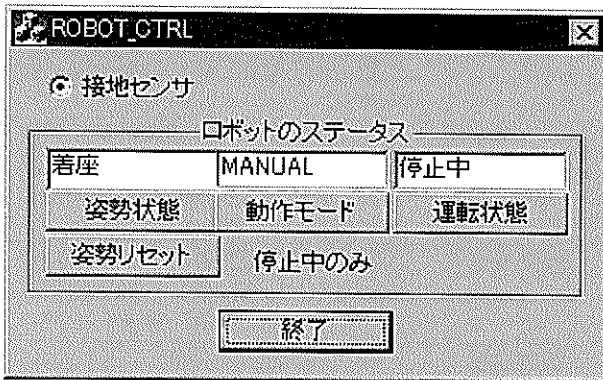 ROBOT_CTRL
接地センサ
ロボットのステータス
着座 MANUAL 停止中
姿勢状態 動作モード 運転状態
姿勢リセット 停止中のみ
終了